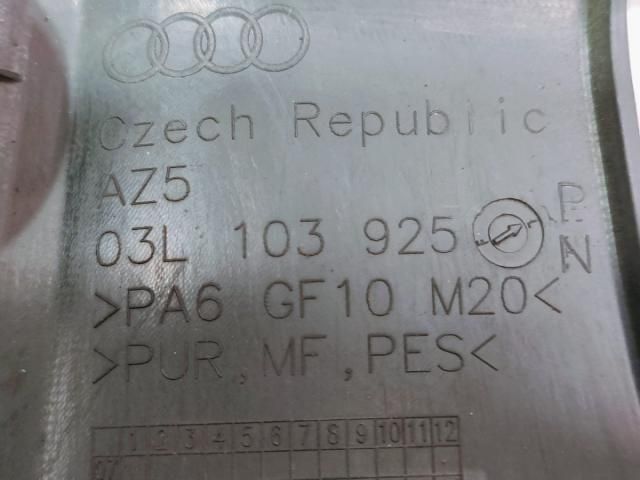 Czech Republic
AZ5
03L 103 925 P
N
>PA6 GF10 M20<
>PUR, MF, PES<
1 2 3 4 5 6 7 8 9 10 11 12
07